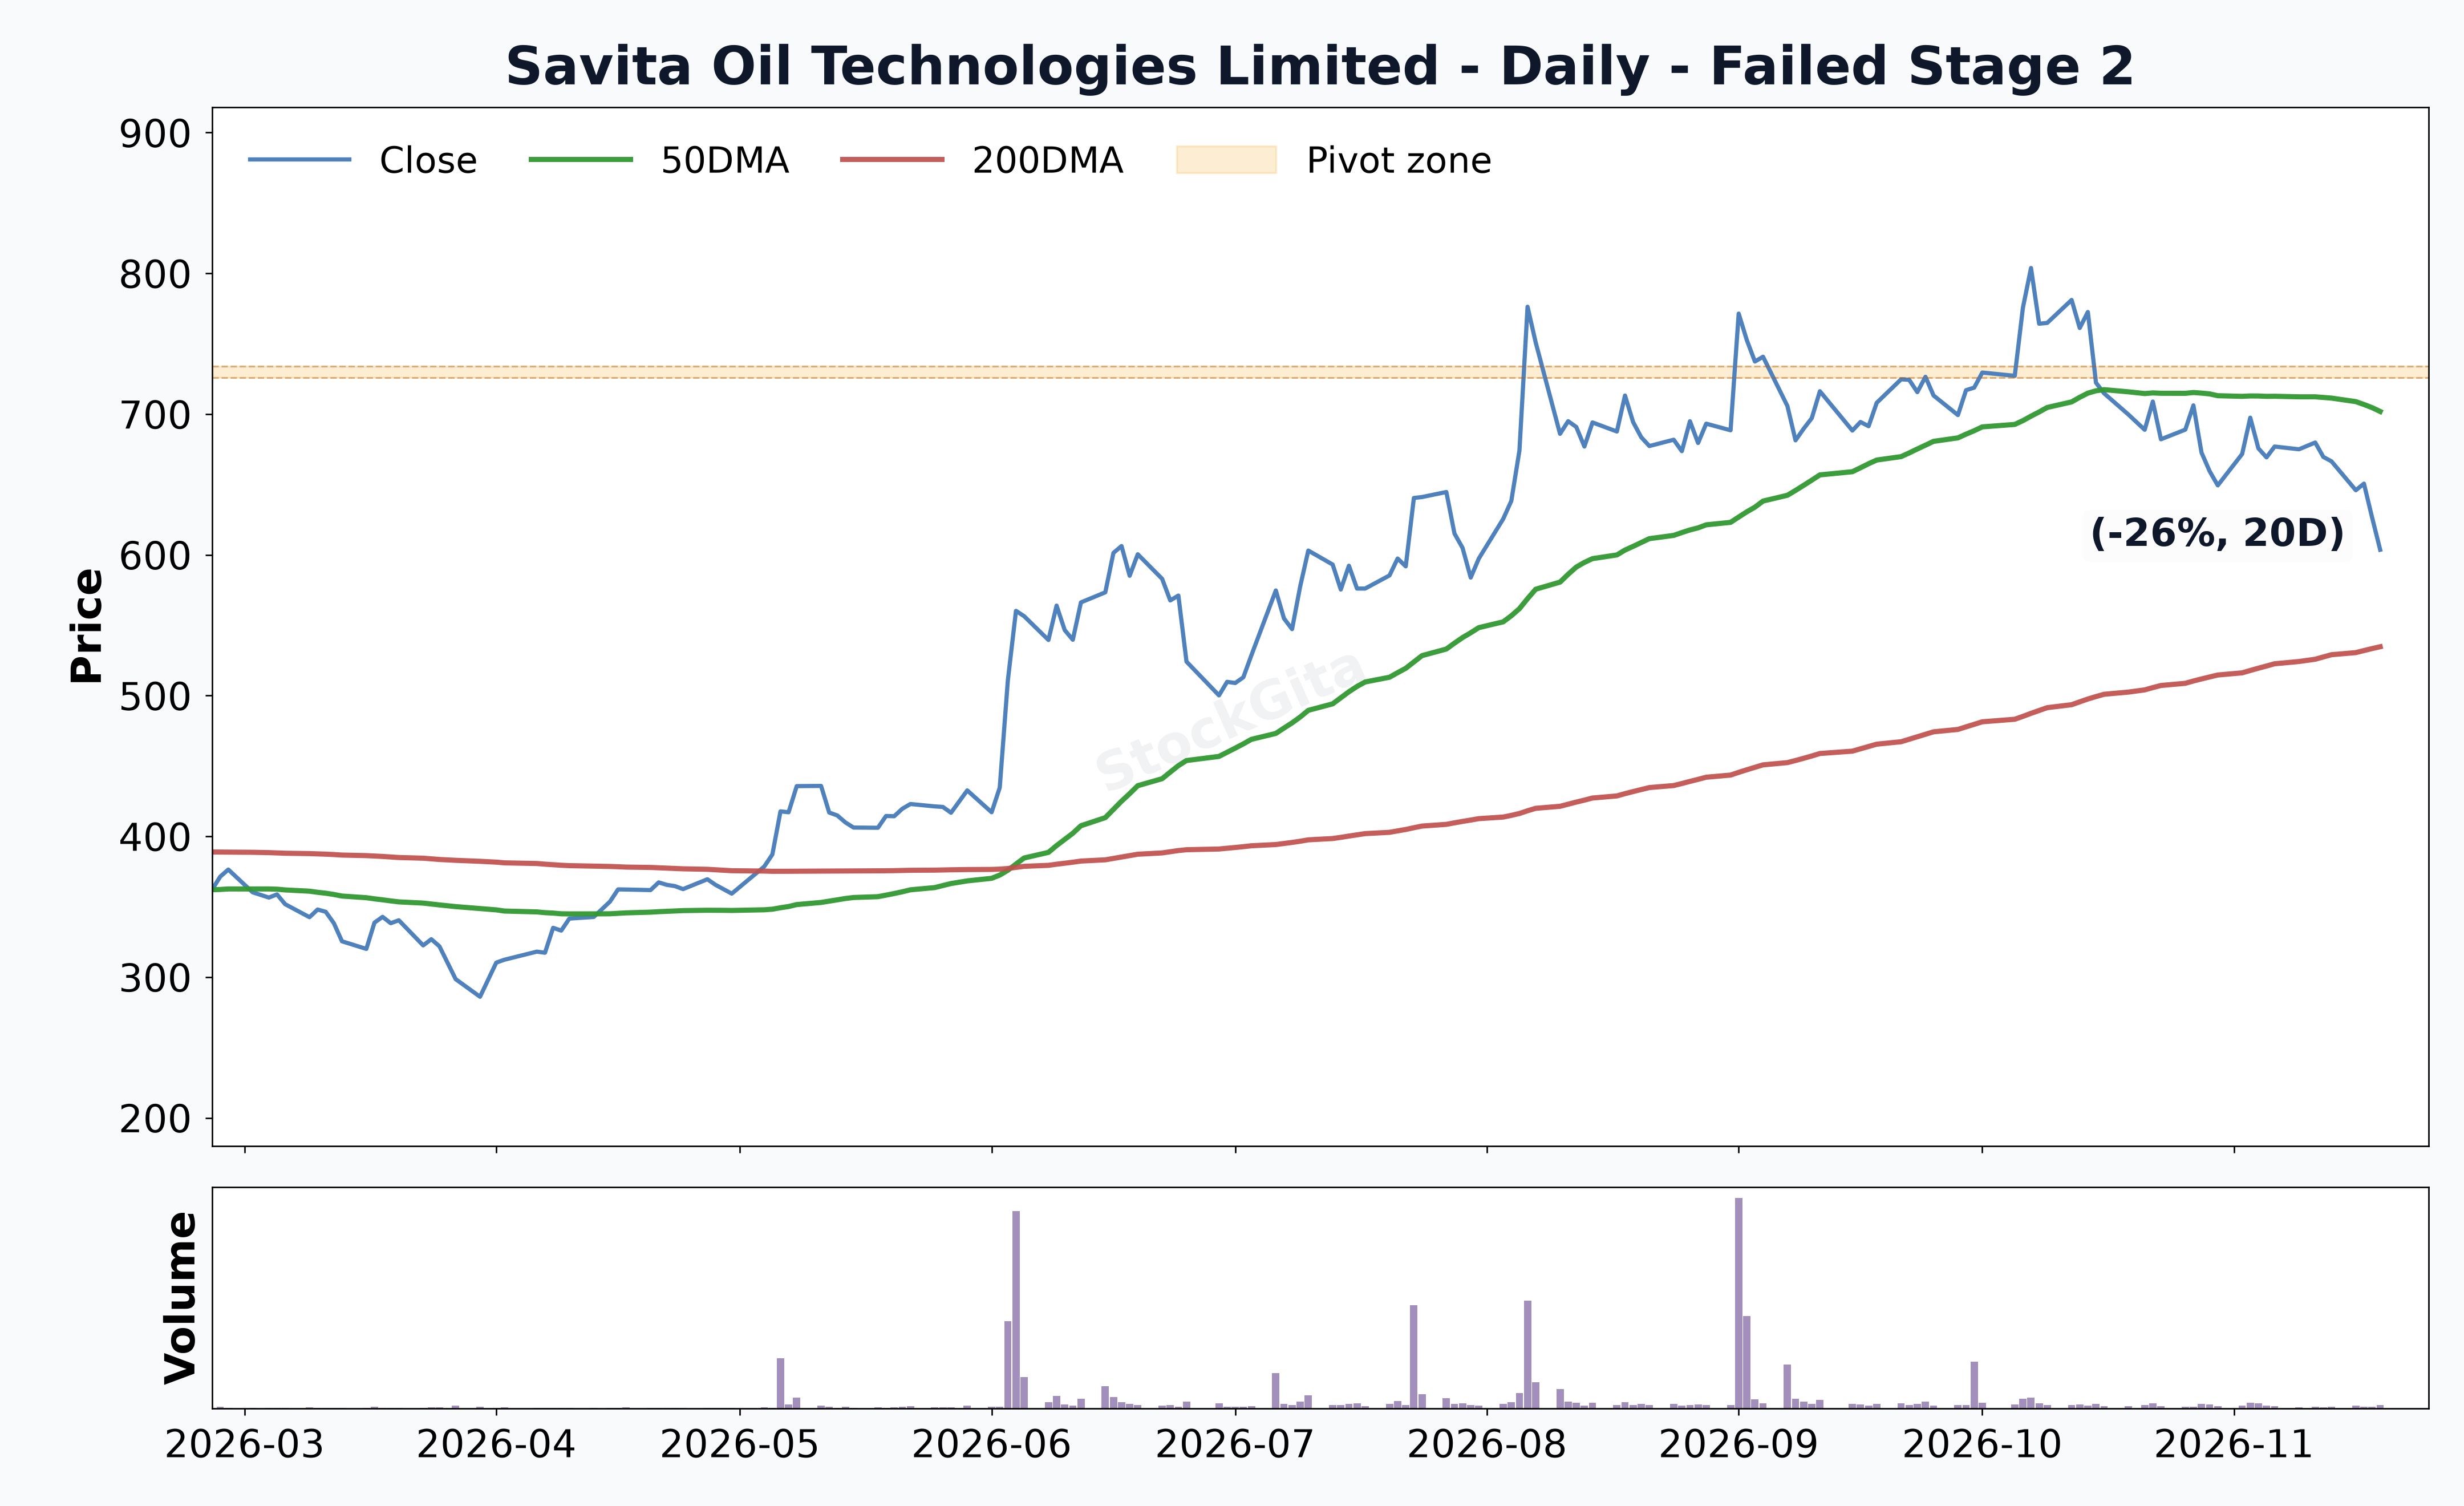 Savita Oil Technologies Limited - Daily - Failed Stage 2
Close 50DMA 200DMA Pivot zone
900
800
700
600
500
400
300
200
Price
(-26%, 20D)
StockGita
Volume
2026-03 2026-04 2026-05 2026-06 2026-07 2026-08 2026-09 2026-10 2026-11